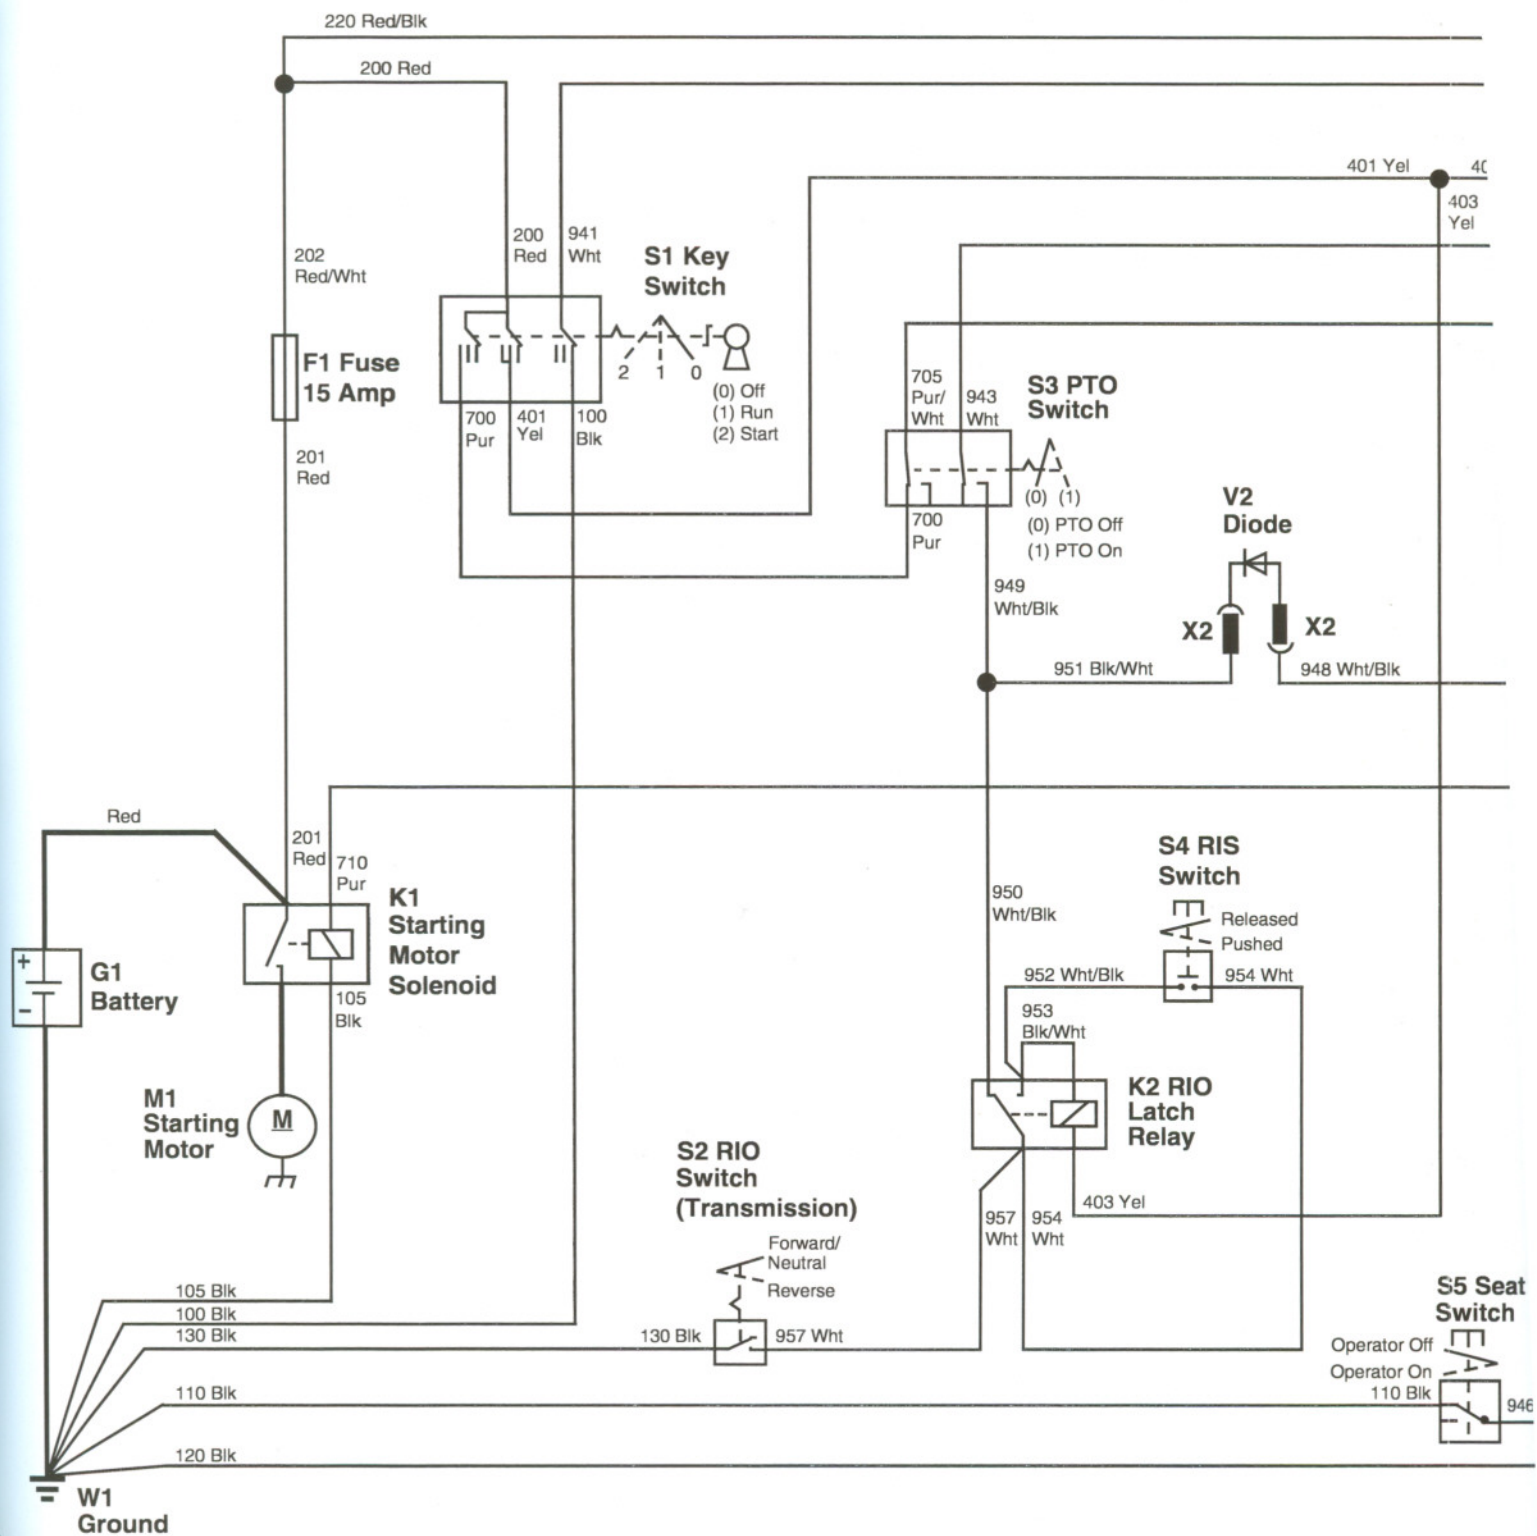 220 Red/Blk
200 Red
401 Yel
403
Yel
202
Red/Wht
200
Red
941
Wht
S1 Key
Switch
F1 Fuse
15 Amp
2 1 0
(0) Off
(1) Run
(2) Start
700
Pur
401
Yel
100
Blk
201
Red
705
Pur/
Wht
943
Wht
S3 PTO
Switch
(0) (1)
(0) PTO Off
(1) PTO On
700
Pur
949
Wht/Blk
V2
Diode
X2
X2
951 Blk/Wht
948 Wht/Blk
Red
201
Red
710
Pur
K1
Starting
Motor
Solenoid
+
-
G1
Battery
105
Blk
M1
Starting
Motor
M
950
Wht/Blk
S4 RIS
Switch
Released
Pushed
952 Wht/Blk
954 Wht
953
Blk/Wht
K2 RIO
Latch
Relay
403 Yel
957
Wht
954
Wht
S2 RIO
Switch
(Transmission)
Forward/
Neutral
Reverse
130 Blk
957 Wht
105 Blk
100 Blk
130 Blk
110 Blk
120 Blk
S5 Seat
Switch
Operator Off
Operator On
110 Blk
946
W1
Ground